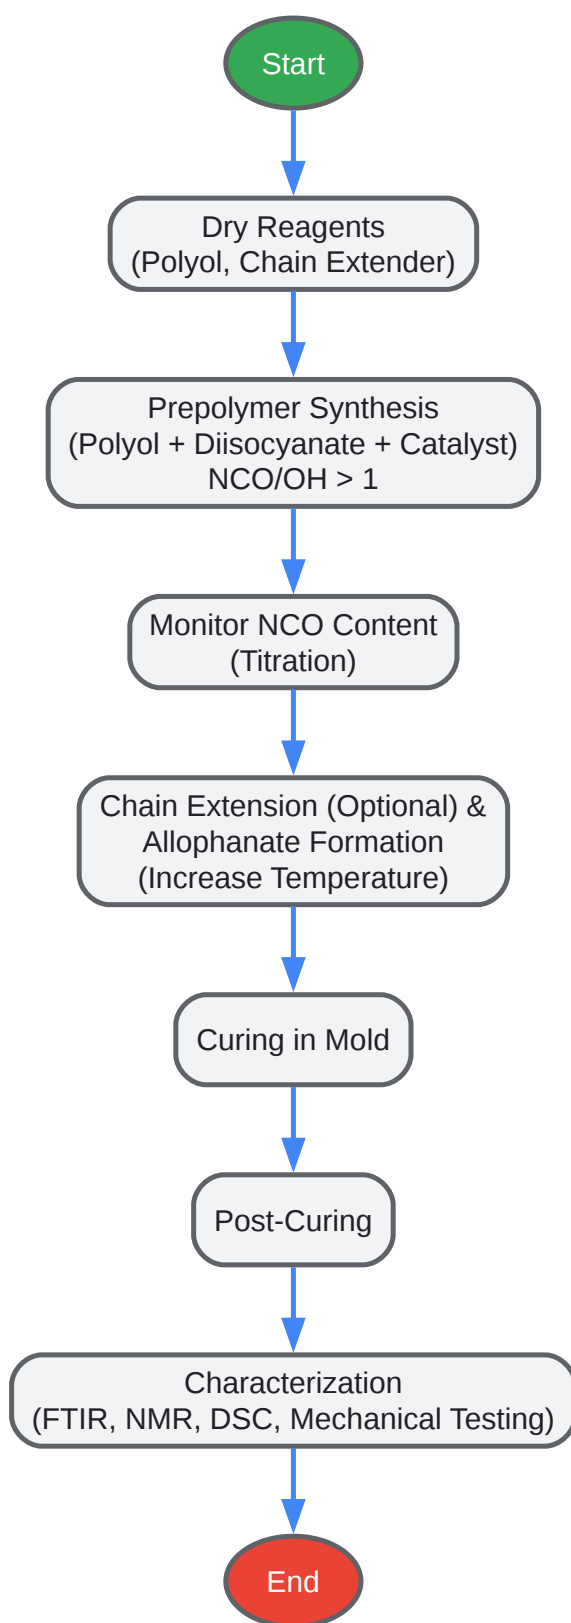 Start
Dry Reagents
(Polyol, Chain Extender)
Prepolymer Synthesis
(Polyol + Diisocyanate + Catalyst)
NCO/OH > 1
Monitor NCO Content
(Titration)
Chain Extension (Optional) &
Allophanate Formation
(Increase Temperature)
Curing in Mold
Post-Curing
Characterization
(FTIR, NMR, DSC, Mechanical Testing)
End